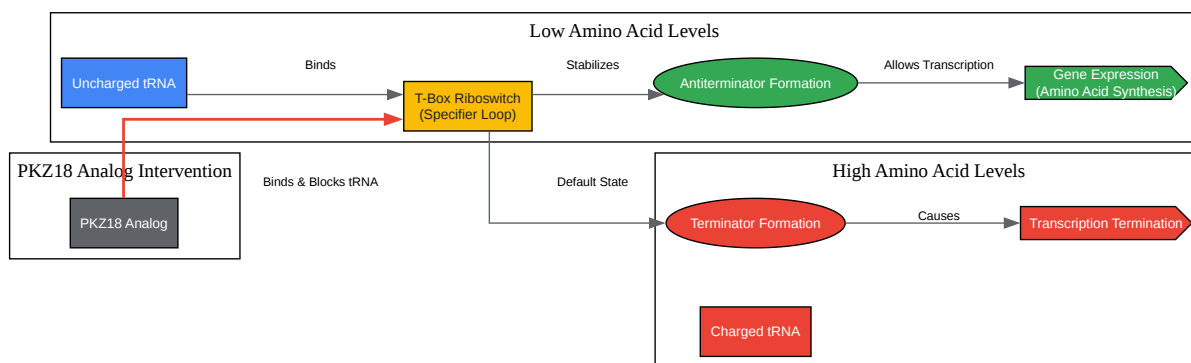 Low Amino Acid Levels
Uncharged tRNA
Binds
T-Box Riboswitch
(Specifier Loop)
Stabilizes
Antiterminator Formation
Allows Transcription
Gene Expression
(Amino Acid Synthesis)
PKZ18 Analog Intervention
PKZ18 Analog
Binds & Blocks tRNA
Default State
High Amino Acid Levels
Terminator Formation
Causes
Transcription Termination
Charged tRNA